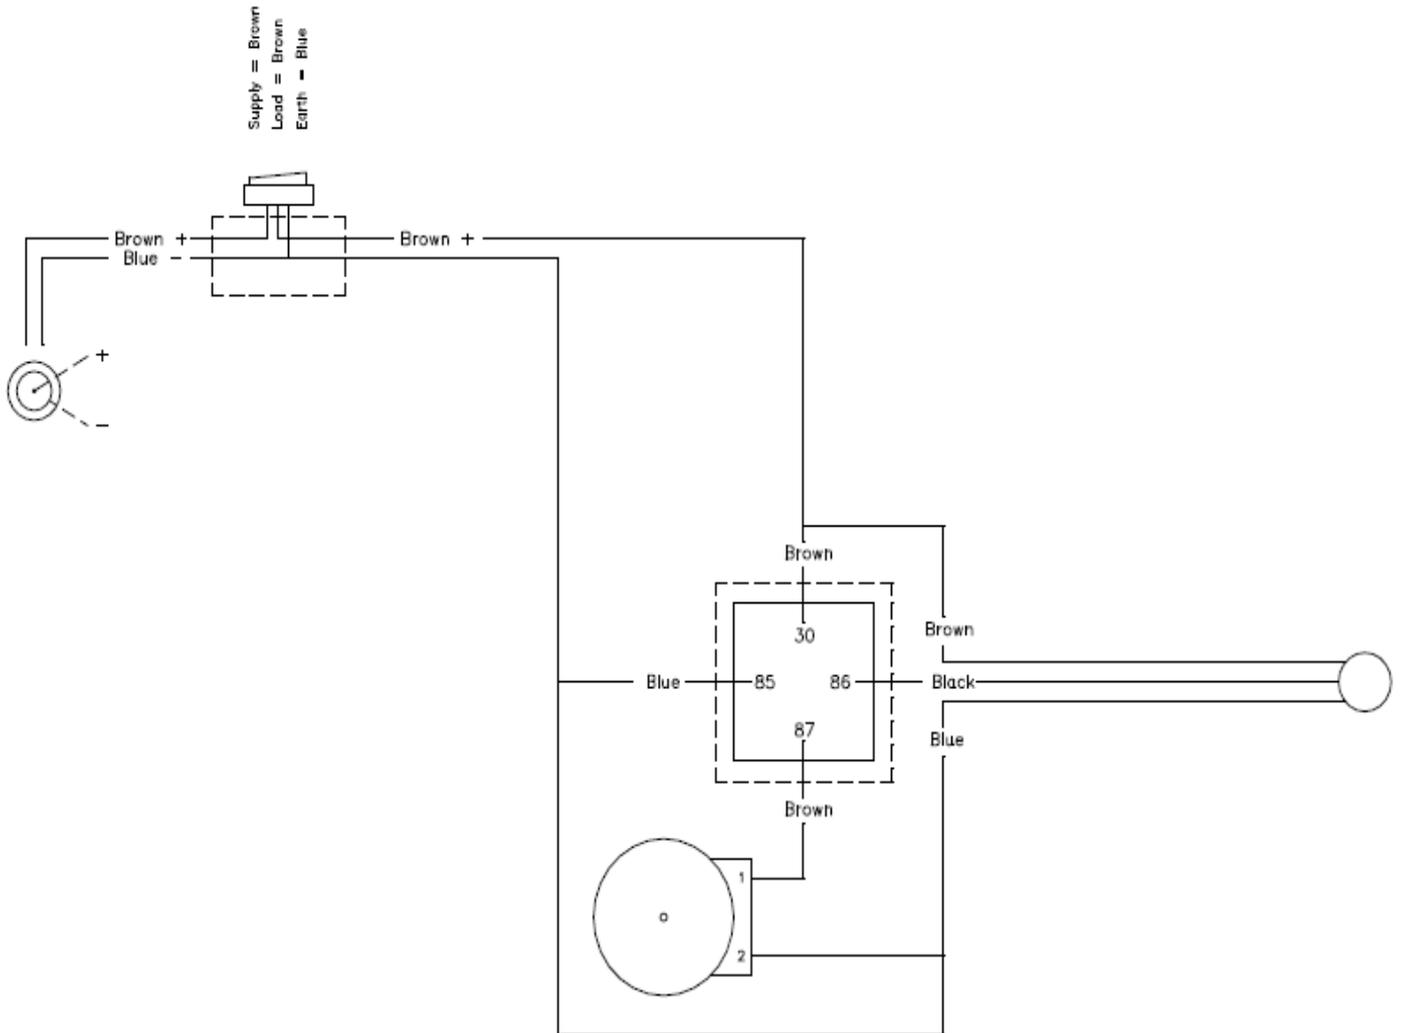 Supply = Brown
Load = Brown
Earth = Blue
Brown +
Brown +
Blue -
+
-
Brown
30
Brown
Blue
85
86
Black
87
Blue
Brown
1
2